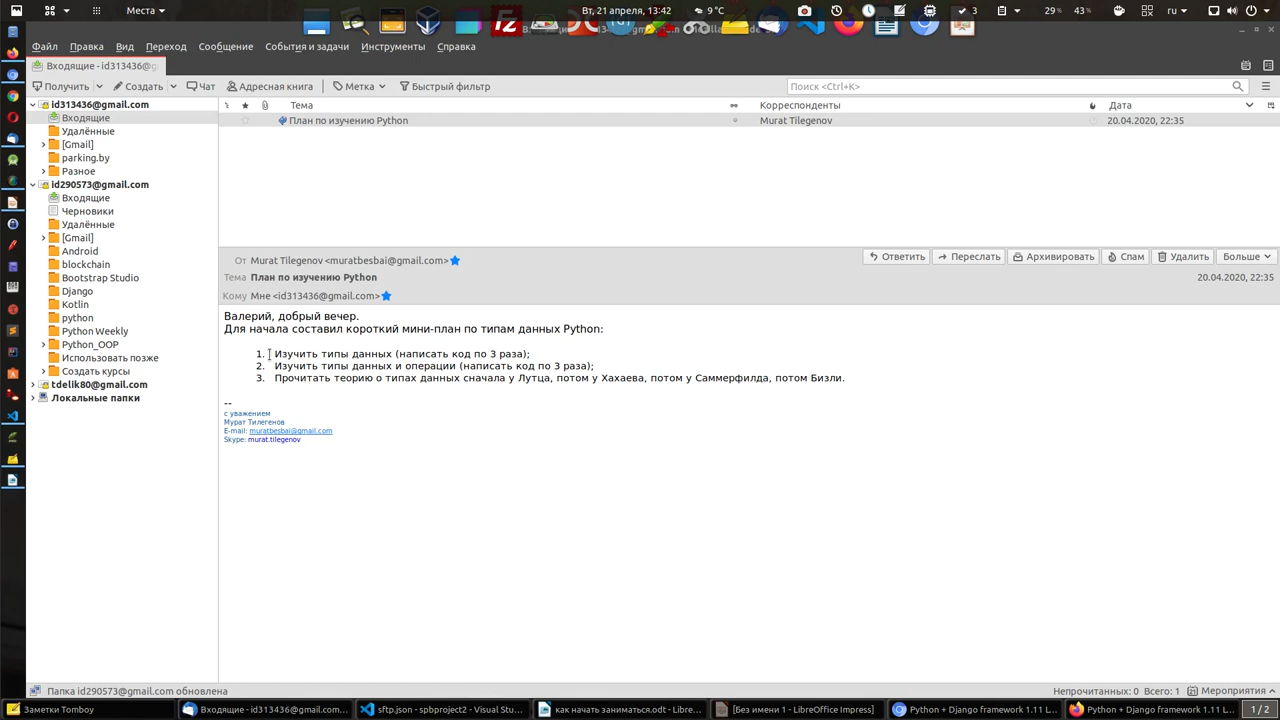 Места
Вт, 21 апреля, 13:42
9 °C
3
29%
43%
ru
Файл Правка Вид Переход Сообщение События и задачи Инструменты Справка
Входящие - id313436@g
Получить Создать Чат Адресная книга Метка Быстрый фильтр
Поиск <Ctrl+K>
id313436@gmail.com
Входящие
Удалённые
[Gmail]
parking.by
Разное
id290573@gmail.com
Входящие
Черновики
Удалённые
[Gmail]
Android
blockchain
Bootstrap Studio
Django
Kotlin
python
Python Weekly
Python_OOP
Использовать позже
Создать курсы
tdelik80@gmail.com
Локальные папки
Тема Корреспонденты Дата
План по изучению Python Murat Tilegenov 20.04.2020, 22:35
От Murat Tilegenov <muratbesbai@gmail.com>
Ответить Переслать Архивировать Спам Удалить Больше
Тема План по изучению Python 20.04.2020, 22:35
Кому Мне <id313436@gmail.com>
Валерий, добрый вечер.
Для начала составил короткий мини-план по типам данных Python:
1. Изучить типы данных (написать код по 3 раза);
2. Изучить типы данных и операции (написать код по 3 раза);
3. Прочитать теорию о типах данных сначала у Лутца, потом у Хахаева, потом у Саммерфилда, потом Бизли.
--
с уважением
Мурат Тилегенов
E-mail: muratbesbai@gmail.com
Skype: murat.tilegenov
Папка id290573@gmail.com обновлена
Непрочитанных: 0 Всего: 1 Мероприятия
Заметки Tomboy
Входящие - id313436@gmail.com...
sftp.json - spbproject2 - Visual Stu...
как начать заниматься.odt - Libre...
[Без имени 1 - LibreOffice Impress]
Python + Django framework 1.11 L...
Python + Django framework 1.11 L...
1 / 2